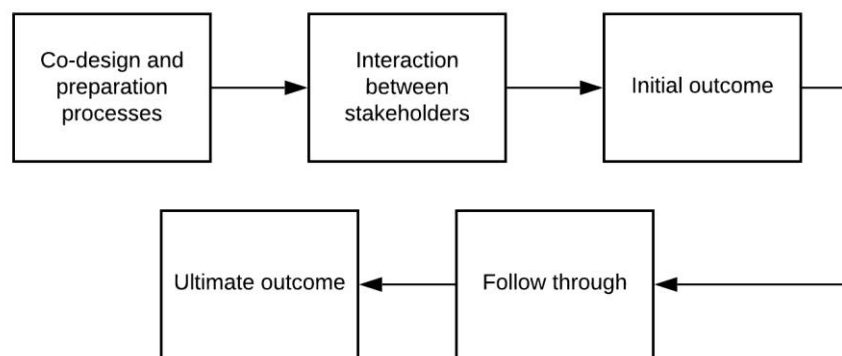 Co-design and
preparation
processes
Interaction
between
stakeholders
Initial outcome
Follow through
Ultimate outcome